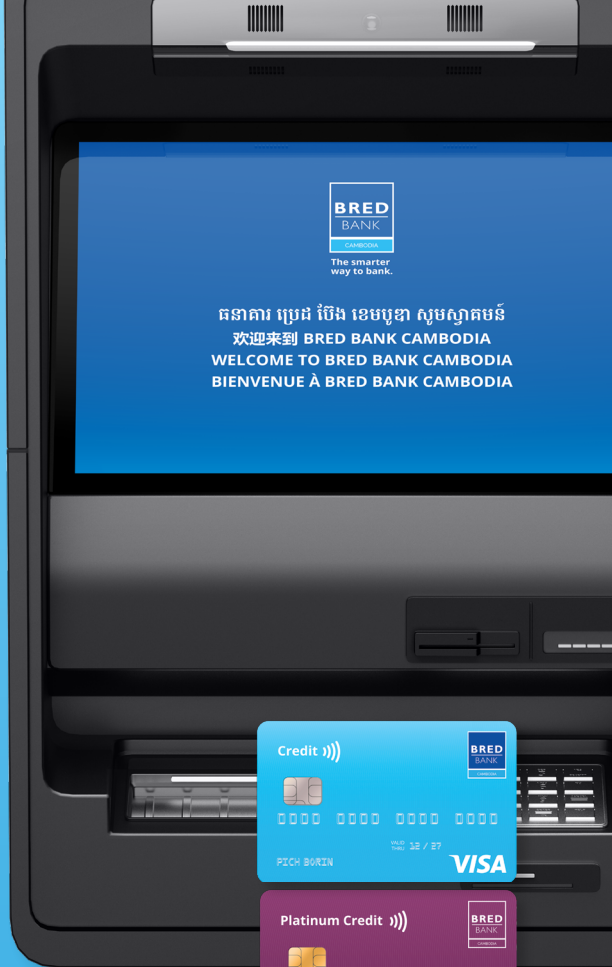 BRED
BANK
CAMBODIA
The smarter
way to bank.
ធនាគារ ប្រេដ ប៊ែង ខេមបូឌា សូមស្វាគមន៍
欢迎来到 BRED BANK CAMBODIA
WELCOME TO BRED BANK CAMBODIA
BIENVENUE À BRED BANK CAMBODIA
Credit
BRED
BANK
CAMBODIA
0000 0000 0000 0000
VALID
THRU 12 / 27
PICH BORIN
VISA
Platinum Credit
BRED
BANK
CAMBODIA